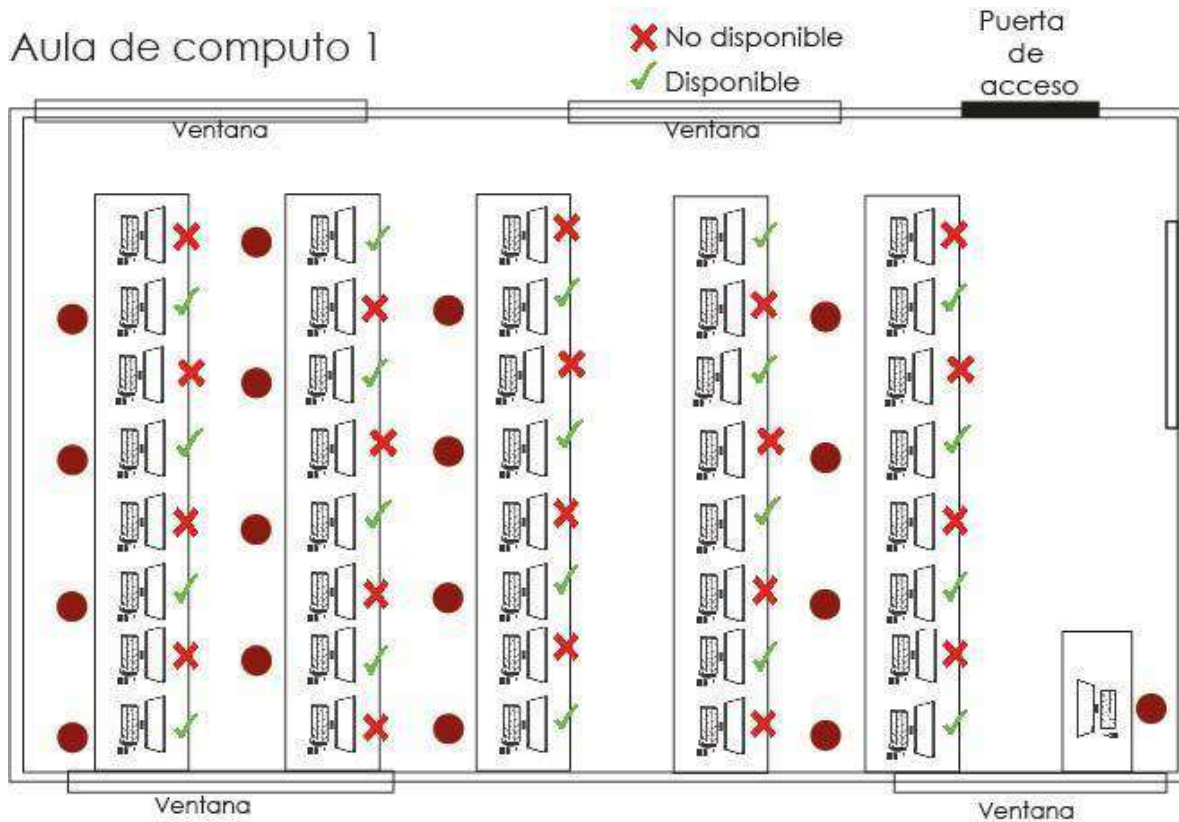 Aula de computo 1
No disponible
Disponible
Puerta
de
acceso
Ventana
Ventana
Ventana
Ventana